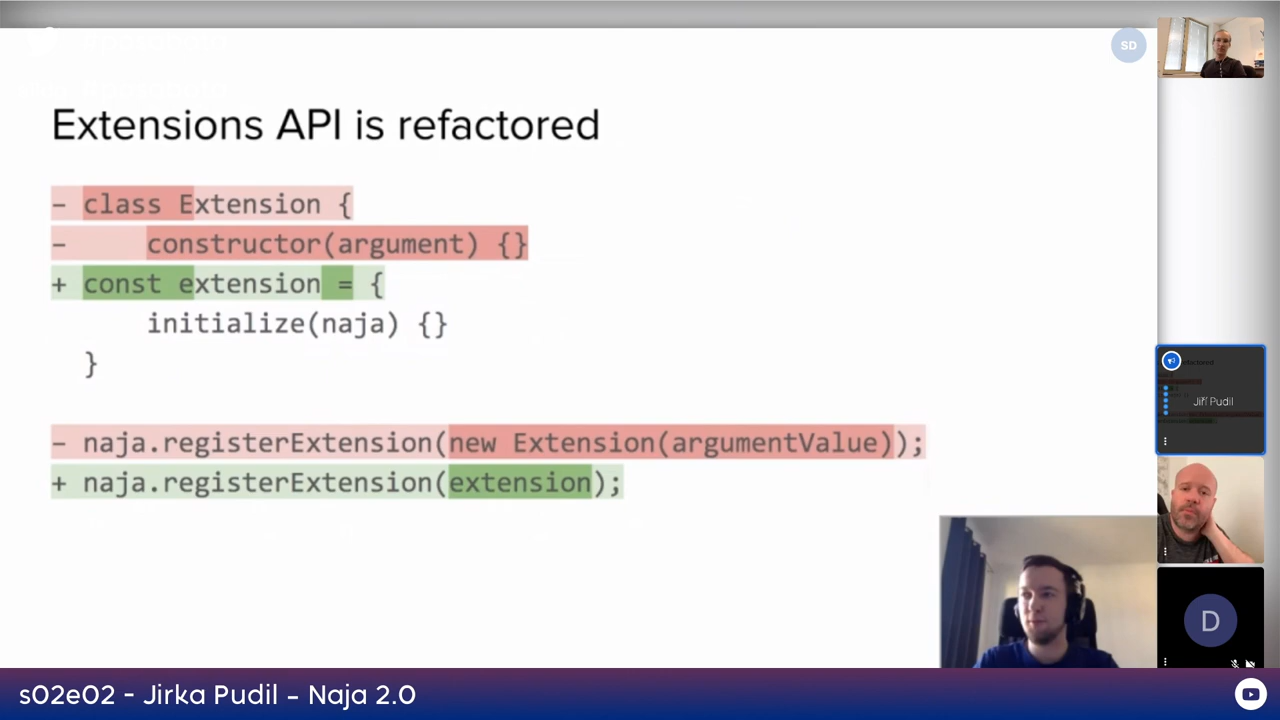 SD
Extensions API is refactored
- class Extension {
-     constructor(argument) {}
+ const extension = {
      initialize(naja) {}
  }
- naja.registerExtension(new Extension(argumentValue));
+ naja.registerExtension(extension);
Jiří Pudil
D
s02e02 - Jirka Pudil – Naja 2.0